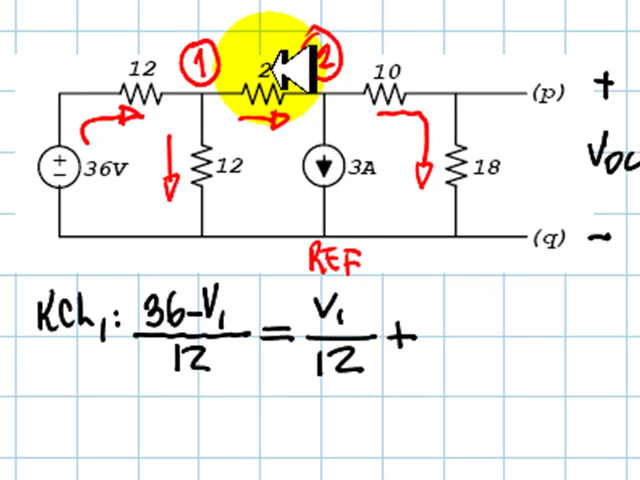 12 1 2 2 10 (p) +
36V 12 3A 18 Voc
REF (q) -
KCL1: 36-V1/12 = V1/12 +